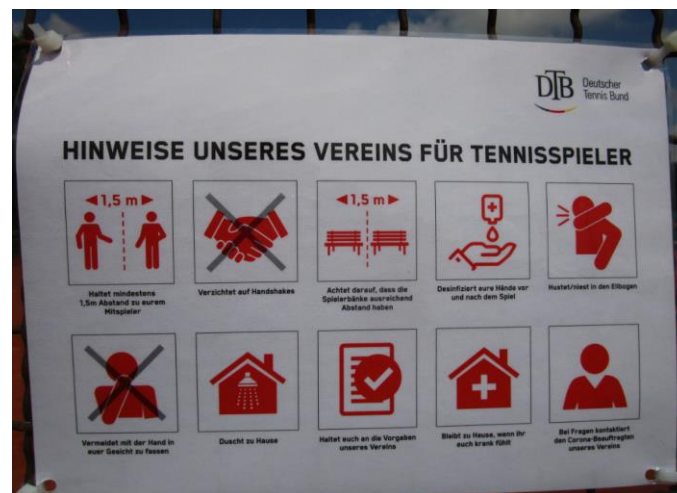 DTB Deutscher
Tennis Bund
HINWEISE UNSERES VEREINS FÜR TENNISSPIELER
1,5 m
1,5 m
Haltet mindestens
1,5m Abstand zu eurem
Mitspieler
Verzichtet auf Handshakes
Achtet darauf, dass die
Spielerbänke ausreichend
Abstand haben
Desinfiziert eure Hände vor
und nach dem Spiel
Hustet/niest in den Ellbogen
Vermeidet mit der Hand in
euer Gesicht zu fassen
Duscht zu Hause
Haltet euch an die Vorgaben
unseres Vereins
Bleibt zu Hause, wenn ihr
euch krank fühlt
Bei Fragen kontaktiert
den Corona-Beauftragten
unseres Vereins